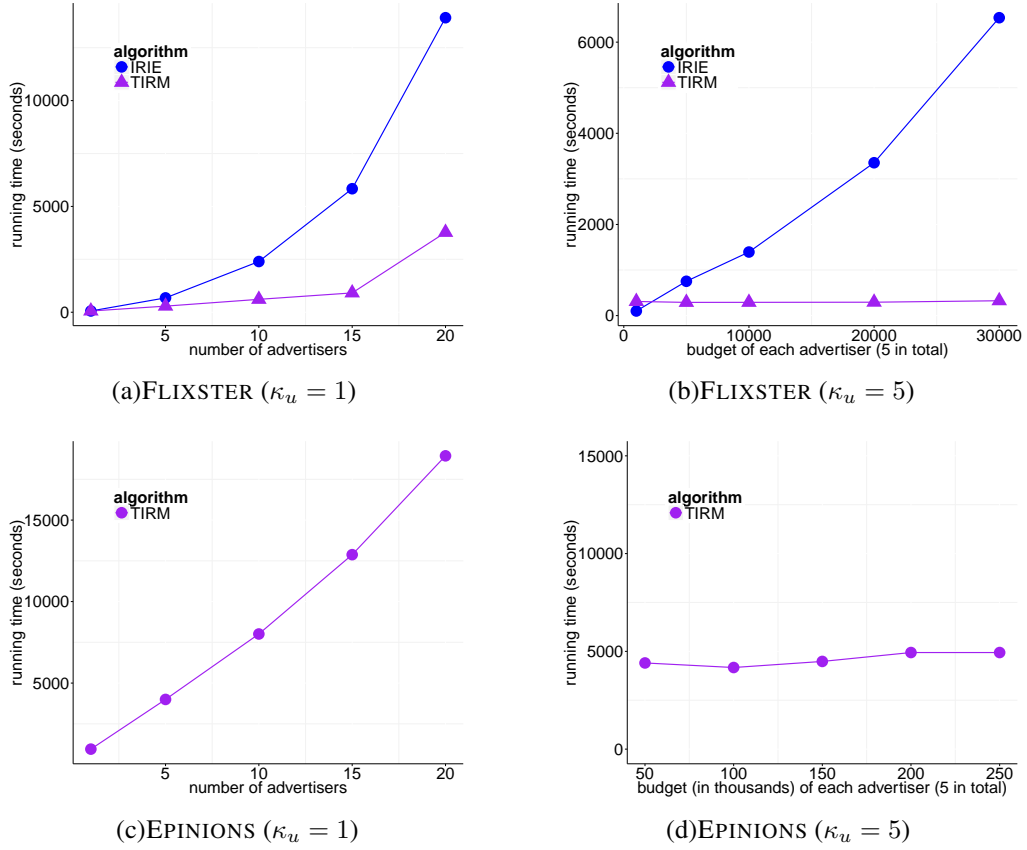 running time (seconds)
10000
5000
0
algorithm
IRIE
TIRM
5
10
15
20
number of advertisers
(a)FLIXSTER (κu = 1)
running time (seconds)
6000
4000
2000
0
algorithm
IRIE
TIRM
0
10000
20000
30000
budget of each advertiser (5 in total)
(b)FLIXSTER (κu = 5)
running time (seconds)
15000
10000
5000
algorithm
TIRM
5
10
15
20
number of advertisers
(c)EPINIONS (κu = 1)
running time (seconds)
15000
10000
5000
0
algorithm
TIRM
50
100
150
200
250
budget (in thousands) of each advertiser (5 in total)
(d)EPINIONS (κu = 5)